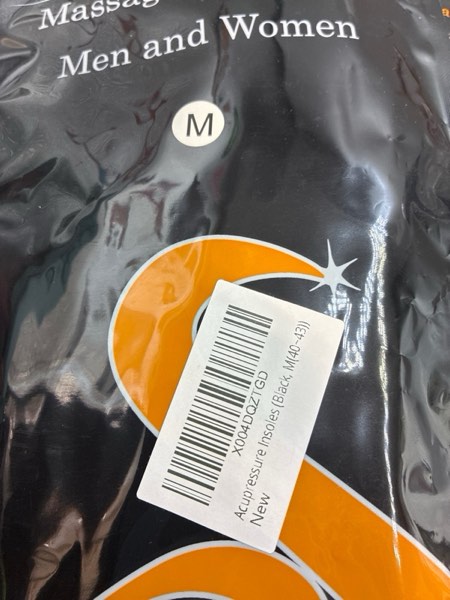 Men and Women
M
X004DQZTGD
Acupressure Insoles (Black, M(40-43))
New